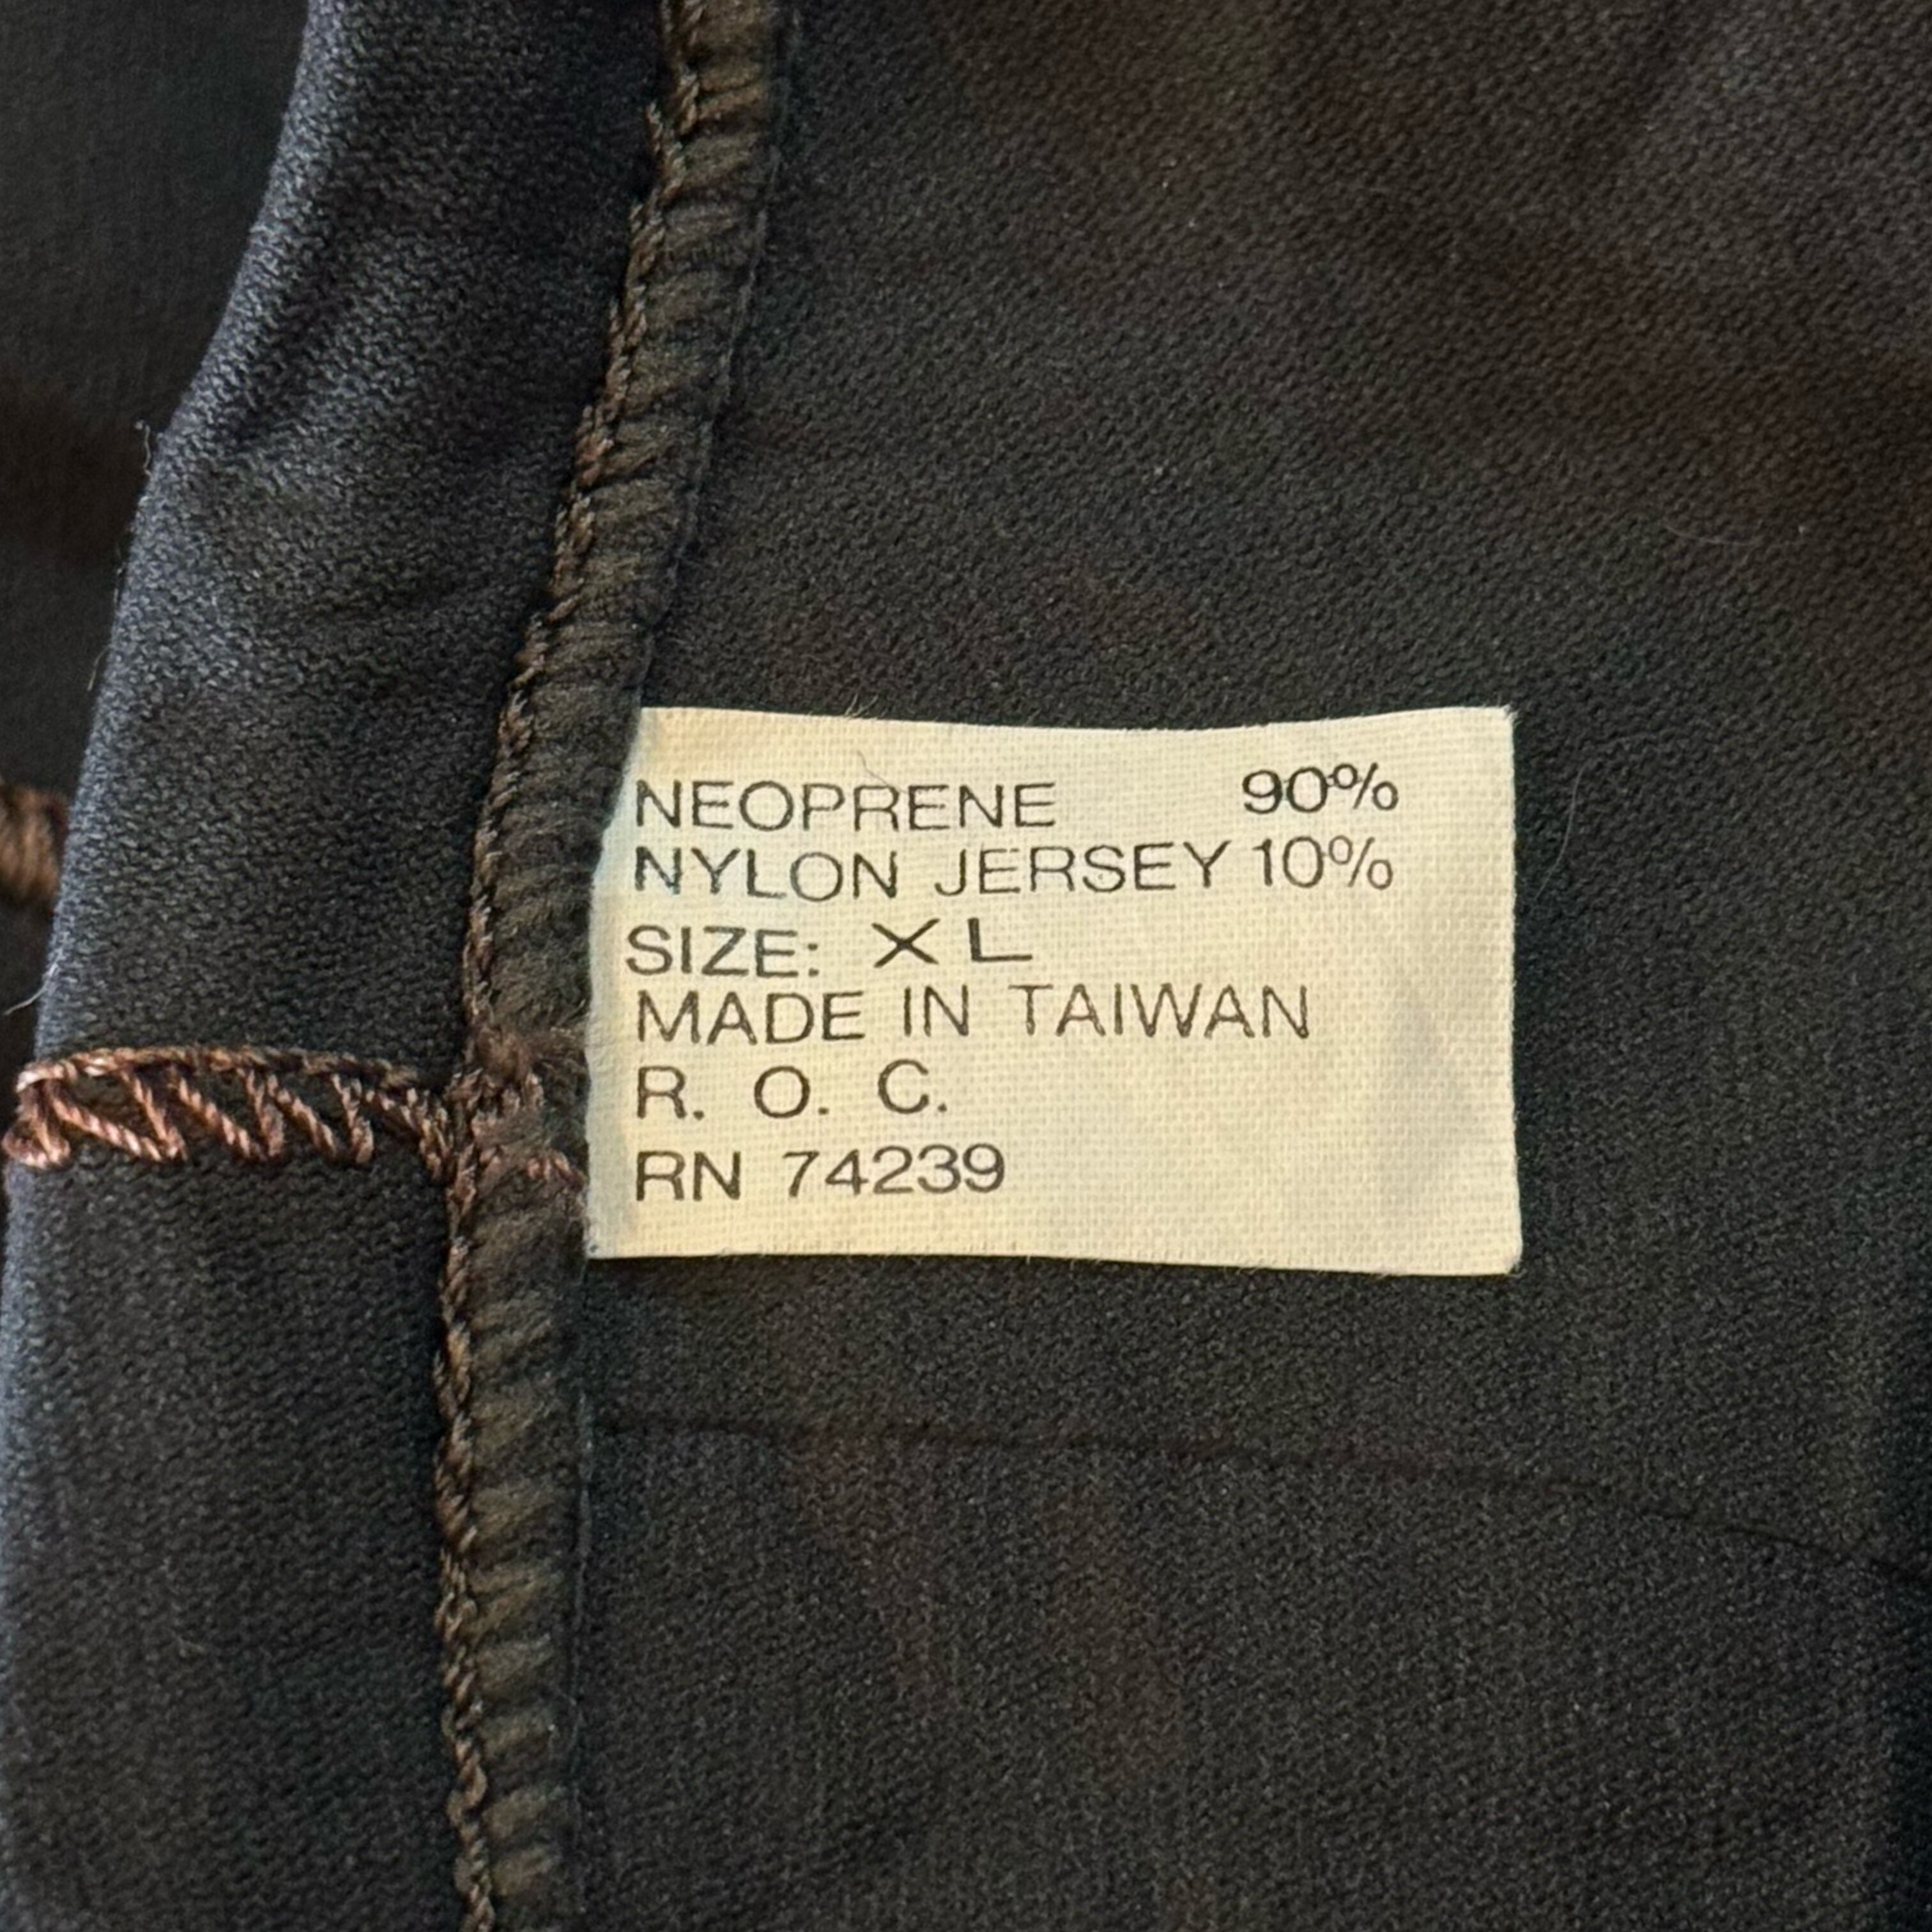 NEOPRENE 90%
NYLON JERSEY 10%
SIZE: XL
MADE IN TAIWAN
R. O. C.
RN 74239